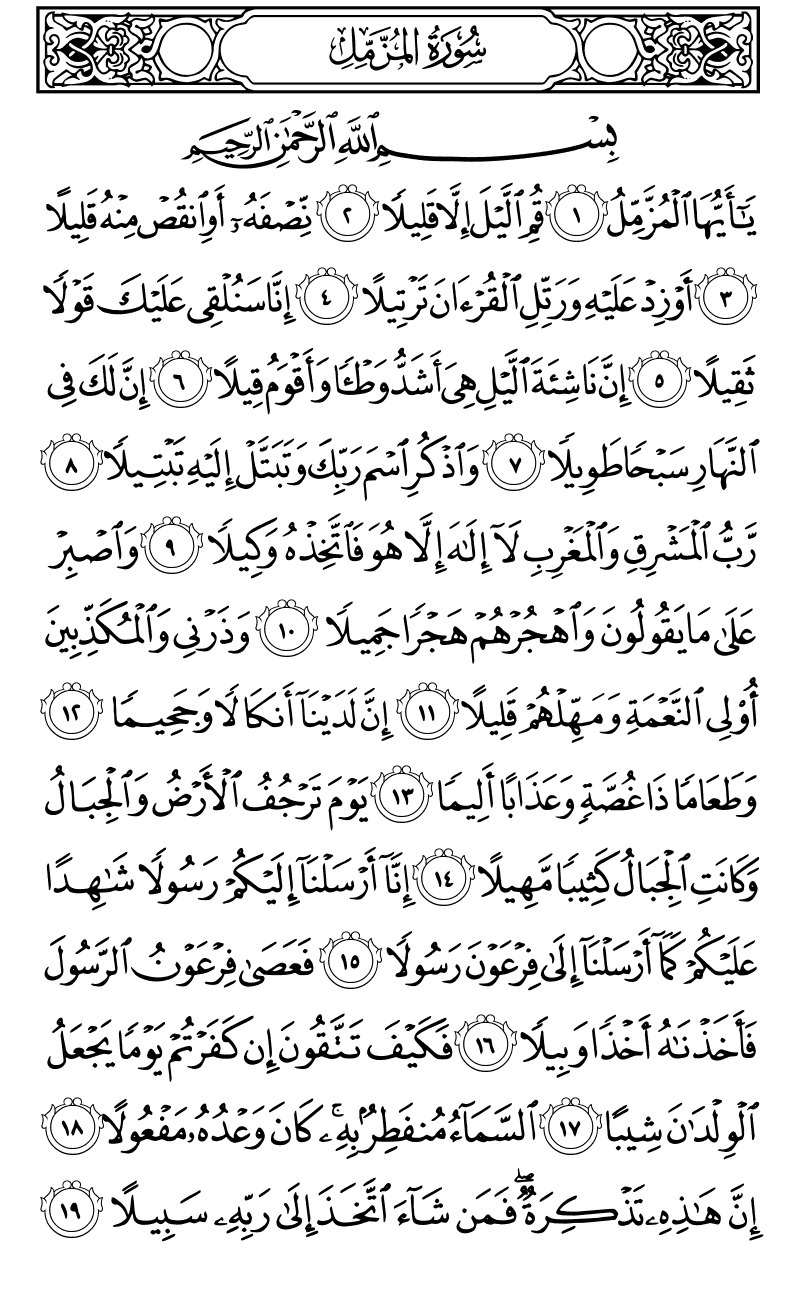 سُورَةُ المُزَّمِّلِ
بِسْمِ ٱللَّهِ ٱلرَّحْمَٰنِ ٱلرَّحِيمِ
يَٰٓأَيُّهَا ٱلْمُزَّمِّلُ ١ قُمِ ٱلَّيْلَ إِلَّا قَلِيلًا ٢ نِّصْفَهُۥٓ أَوِ ٱنقُصْ مِنْهُ قَلِيلًا
٣ أَوْ زِدْ عَلَيْهِ وَرَتِّلِ ٱلْقُرْءَانَ تَرْتِيلًا ٤ إِنَّا سَنُلْقِى عَلَيْكَ قَوْلًا
ثَقِيلًا ٥ إِنَّ نَاشِئَةَ ٱلَّيْلِ هِىَ أَشَدُّ وَطْـًٔا وَأَقْوَمُ قِيلًا ٦ إِنَّ لَكَ فِى
ٱلنَّهَارِ سَبْحًا طَوِيلًا ٧ وَٱذْكُرِ ٱسْمَ رَبِّكَ وَتَبَتَّلْ إِلَيْهِ تَبْتِيلًا ٨
رَّبُّ ٱلْمَشْرِقِ وَٱلْمَغْرِبِ لَآ إِلَٰهَ إِلَّا هُوَ فَٱتَّخِذْهُ وَكِيلًا ٩ وَٱصْبِرْ
عَلَىٰ مَا يَقُولُونَ وَٱهْجُرْهُمْ هَجْرًا جَمِيلًا ١٠ وَذَرْنِى وَٱلْمُكَذِّبِينَ
أُو۟لِى ٱلنَّعْمَةِ وَمَهِّلْهُمْ قَلِيلًا ١١ إِنَّ لَدَيْنَآ أَنكَالًا وَجَحِيمًا ١٢
وَطَعَامًا ذَا غُصَّةٍ وَعَذَابًا أَلِيمًا ١٣ يَوْمَ تَرْجُفُ ٱلْأَرْضُ وَٱلْجِبَالُ
وَكَانَتِ ٱلْجِبَالُ كَثِيبًا مَّهِيلًا ١٤ إِنَّآ أَرْسَلْنَآ إِلَيْكُمْ رَسُولًا شَٰهِدًا
عَلَيْكُمْ كَمَآ أَرْسَلْنَآ إِلَىٰ فِرْعَوْنَ رَسُولًا ١٥ فَعَصَىٰ فِرْعَوْنُ ٱلرَّسُولَ
فَأَخَذْنَٰهُ أَخْذًا وَبِيلًا ١٦ فَكَيْفَ تَتَّقُونَ إِن كَفَرْتُمْ يَوْمًا يَجْعَلُ
ٱلْوِلْدَٰنَ شِيبًا ١٧ ٱلسَّمَآءُ مُنفَطِرٌۢ بِهِۦ ۚ كَانَ وَعْدُهُۥ مَفْعُولًا ١٨
إِنَّ هَٰذِهِۦ تَذْكِرَةٌ ۖ فَمَن شَآءَ ٱتَّخَذَ إِلَىٰ رَبِّهِۦ سَبِيلًا ١٩